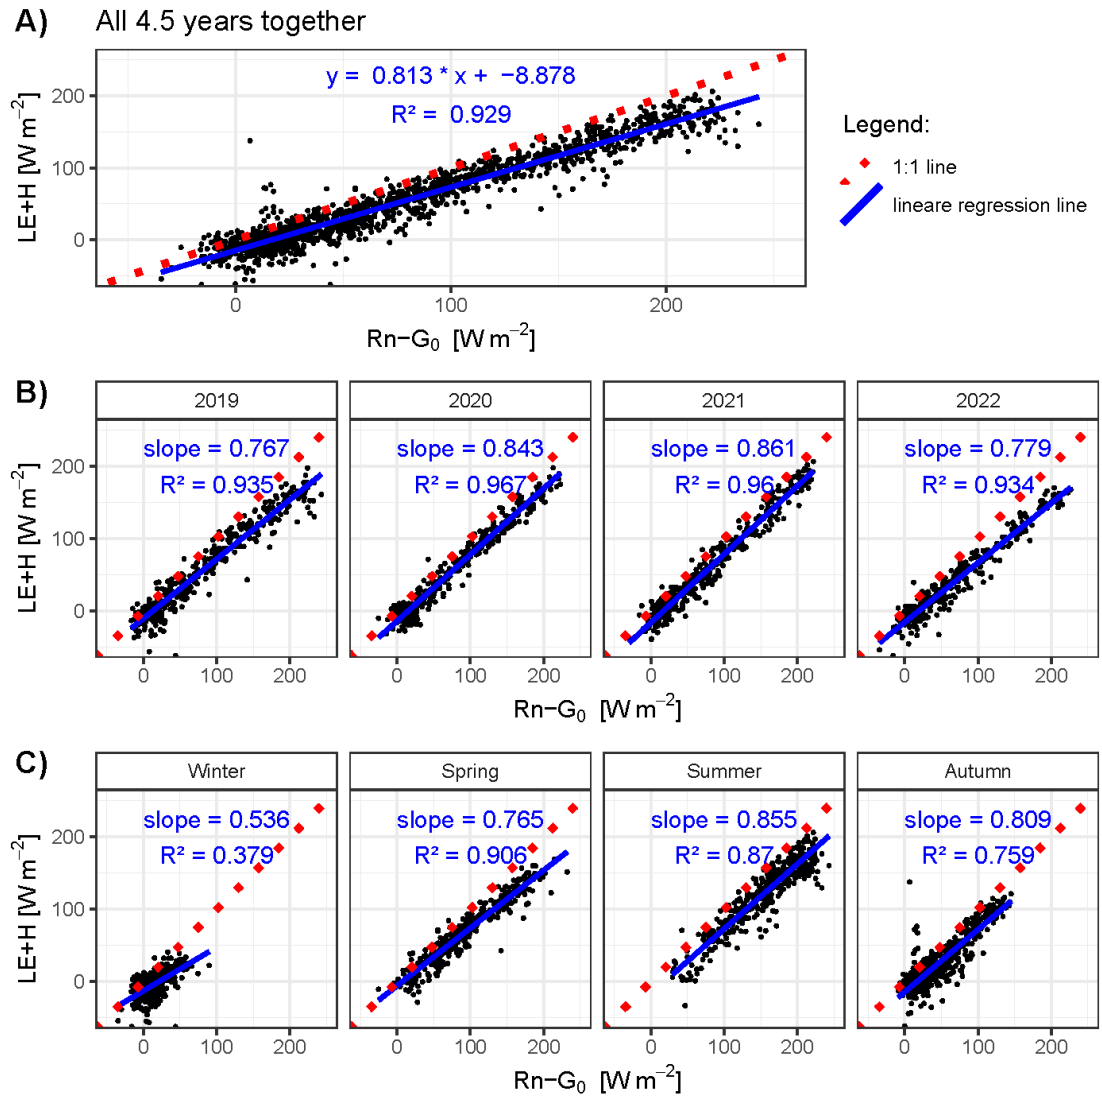 A) All 4.5 years together
y = 0.813 * x + −8.878
R² = 0.929
200
100
0
LE+H [W m⁻²]
0 100 200
Rn−G₀ [W m⁻²]
Legend:
1:1 line
lineare regression line
B)
2019 2020 2021 2022
slope = 0.767 slope = 0.843 slope = 0.861 slope = 0.779
R² = 0.935 R² = 0.967 R² = 0.96 R² = 0.934
200
100
0
LE+H [W m⁻²]
0 100 200 0 100 200 0 100 200 0 100 200
Rn−G₀ [W m⁻²]
C)
Winter Spring Summer Autumn
slope = 0.536 slope = 0.765 slope = 0.855 slope = 0.809
R² = 0.379 R² = 0.906 R² = 0.87 R² = 0.759
200
100
0
LE+H [W m⁻²]
0 100 200 0 100 200 0 100 200 0 100 200
Rn−G₀ [W m⁻²]